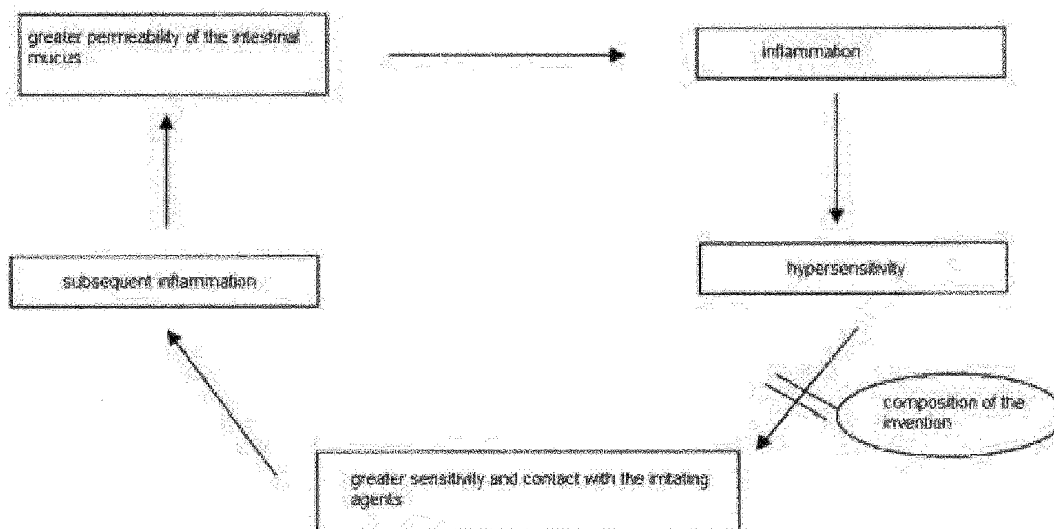 greater permeability of the intestinal
mucus
inflammation
hypersensitivity
composition of the
invention
greater sensitivity and contact with the irritating
agents
subsequent inflammation